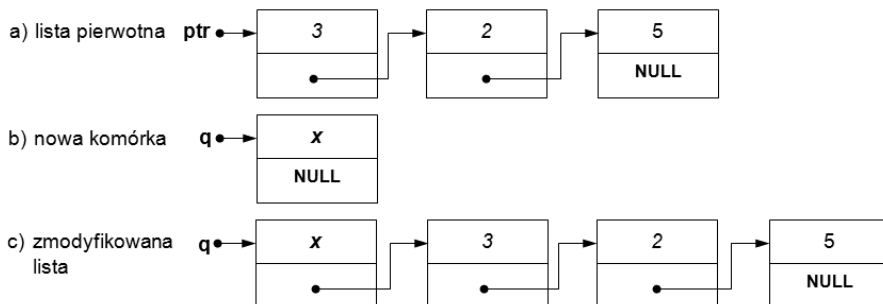 a) lista pierwotna ptr 3 2 5
NULL
b) nowa komórka q x
NULL
c) zmodyfikowana lista q x 3 2 5
NULL